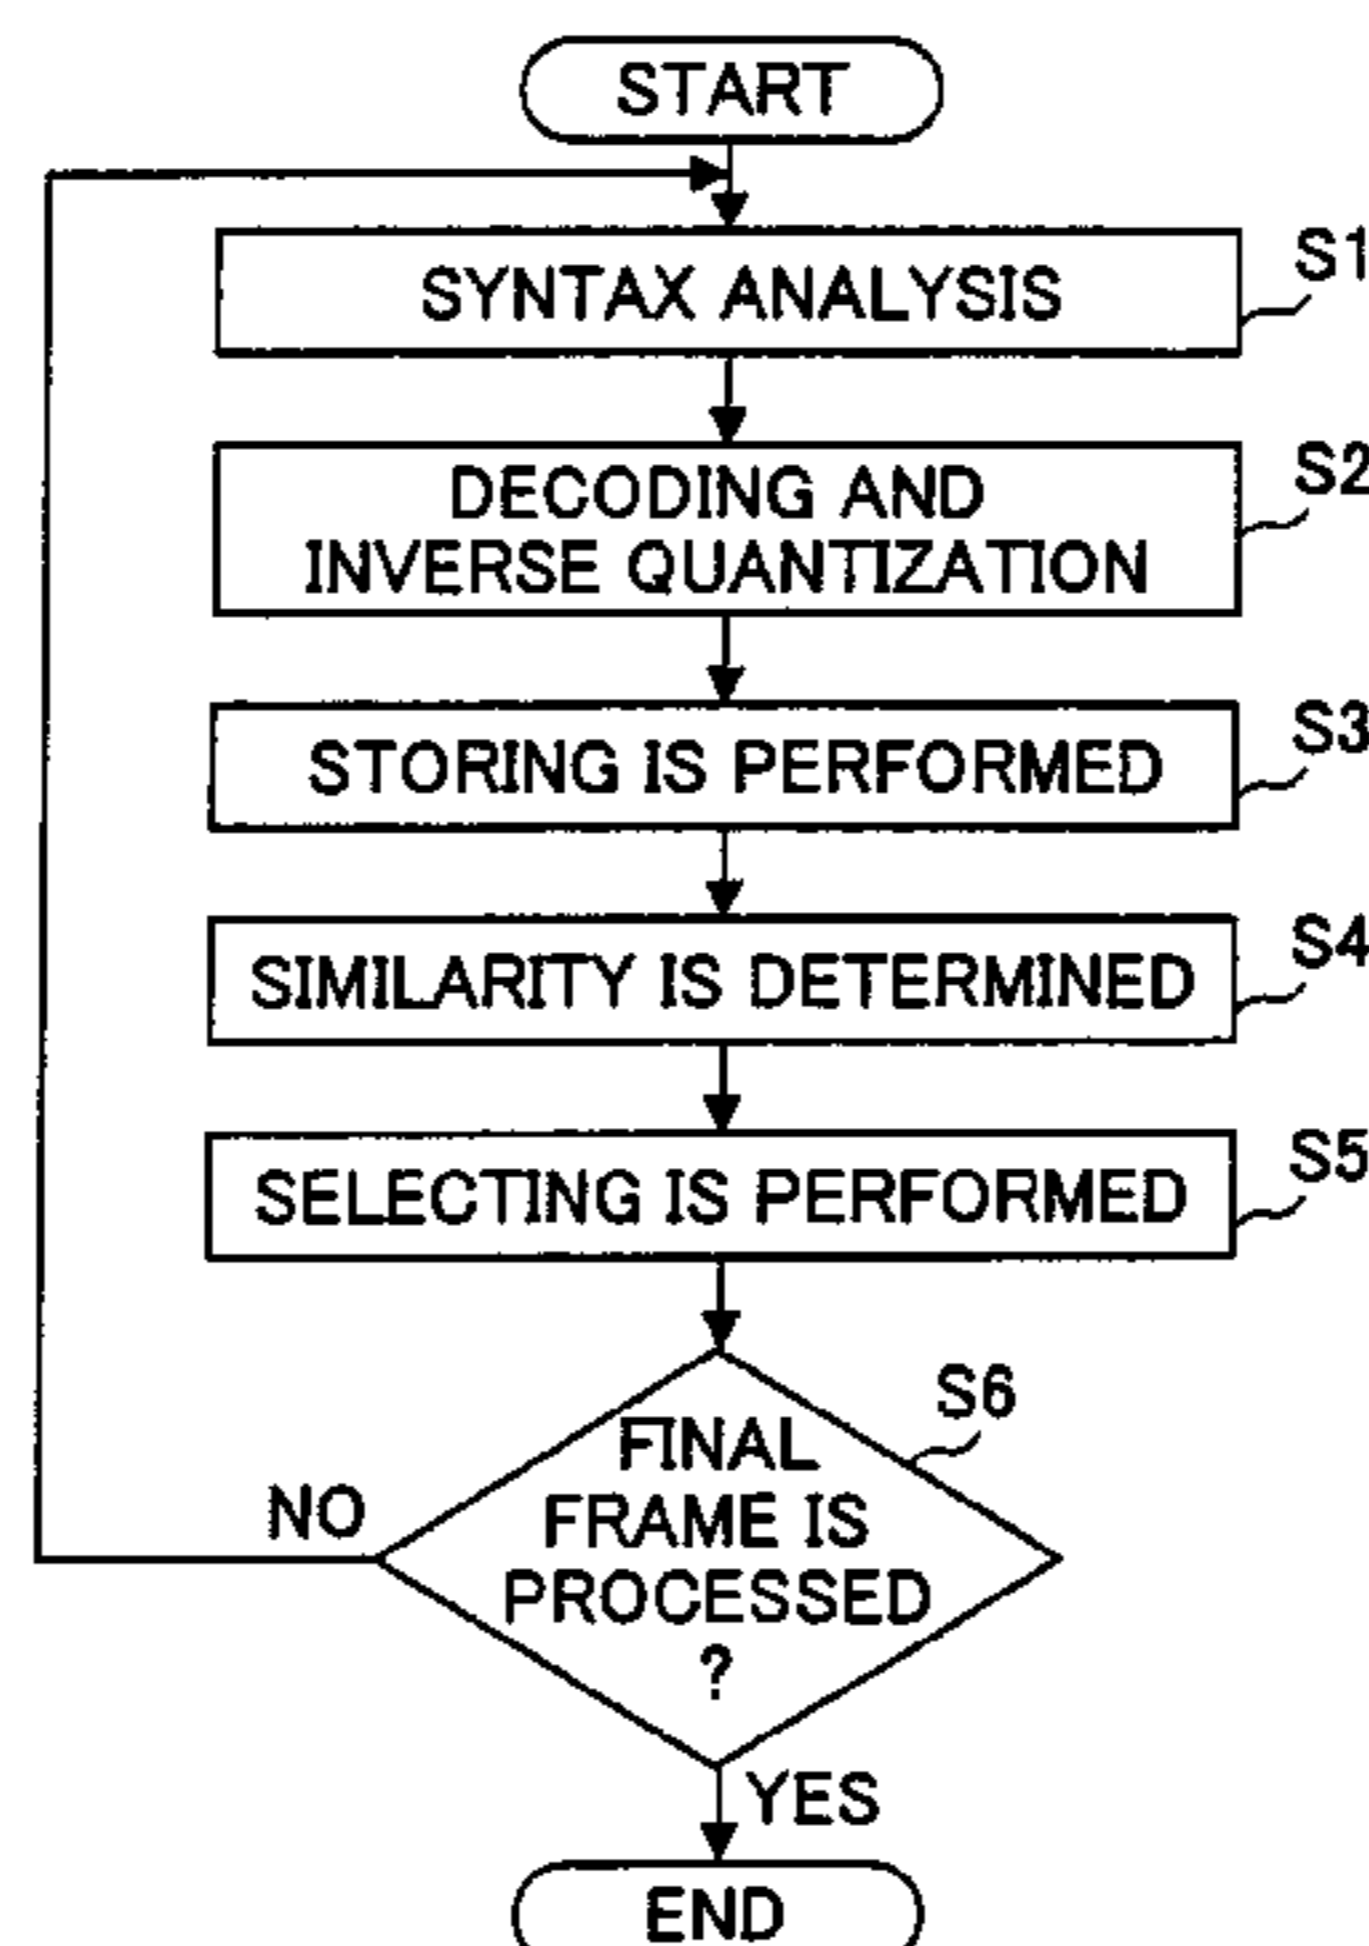 START
SYNTAX ANALYSIS
S1
DECODING AND
INVERSE QUANTIZATION
S2
STORING IS PERFORMED
S3
SIMILARITY IS DETERMINED
S4
SELECTING IS PERFORMED
S5
S6
FINAL
FRAME IS
PROCESSED
?
NO
YES
END